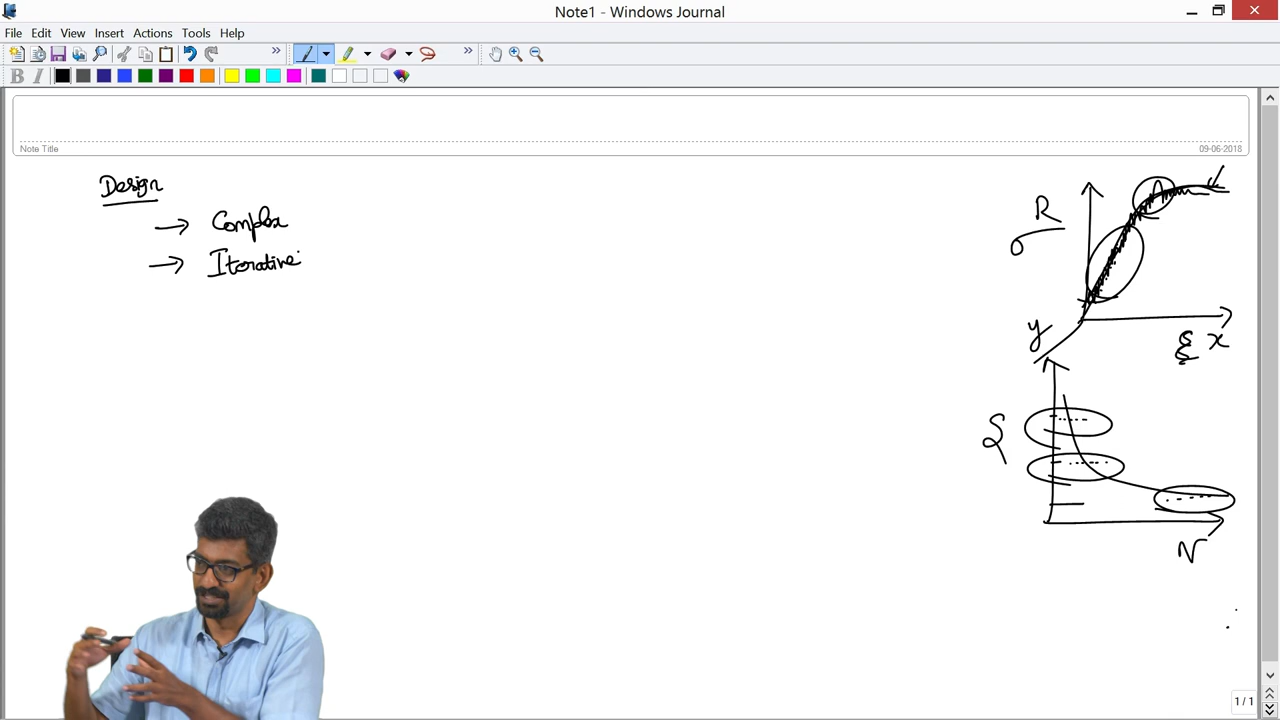 Note1 - Windows Journal
File Edit View Insert Actions Tools Help
B I
Note Title
09-06-2018
Design
→ Complex
→ Iterative
R
σ
y
ξ x
S
N
1 / 1